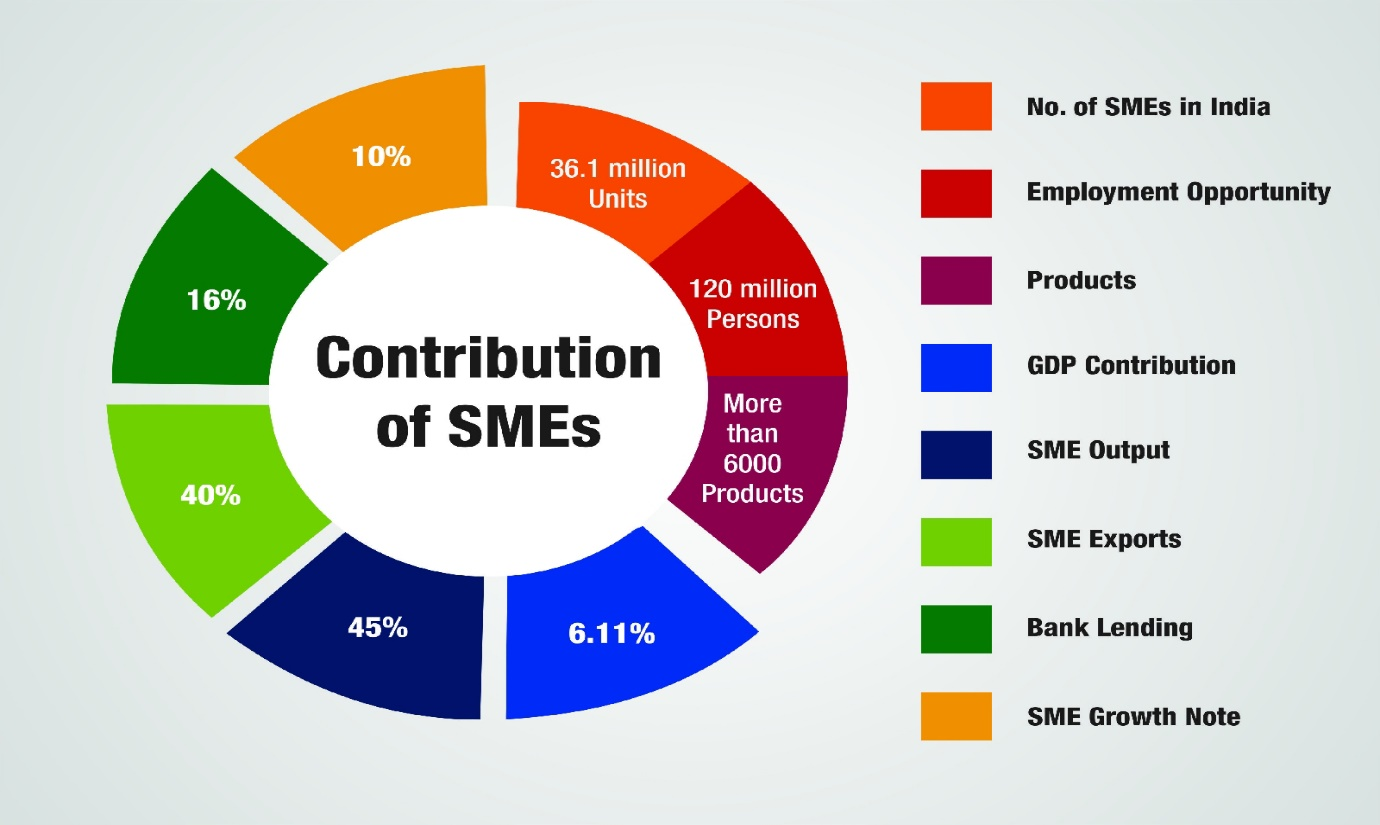 10%
36.1 million
Units
16%
120 million
Persons
Contribution
of SMEs
More
than
6000
Products
40%
45%
6.11%
No. of SMEs in India
Employment Opportunity
Products
GDP Contribution
SME Output
SME Exports
Bank Lending
SME Growth Note